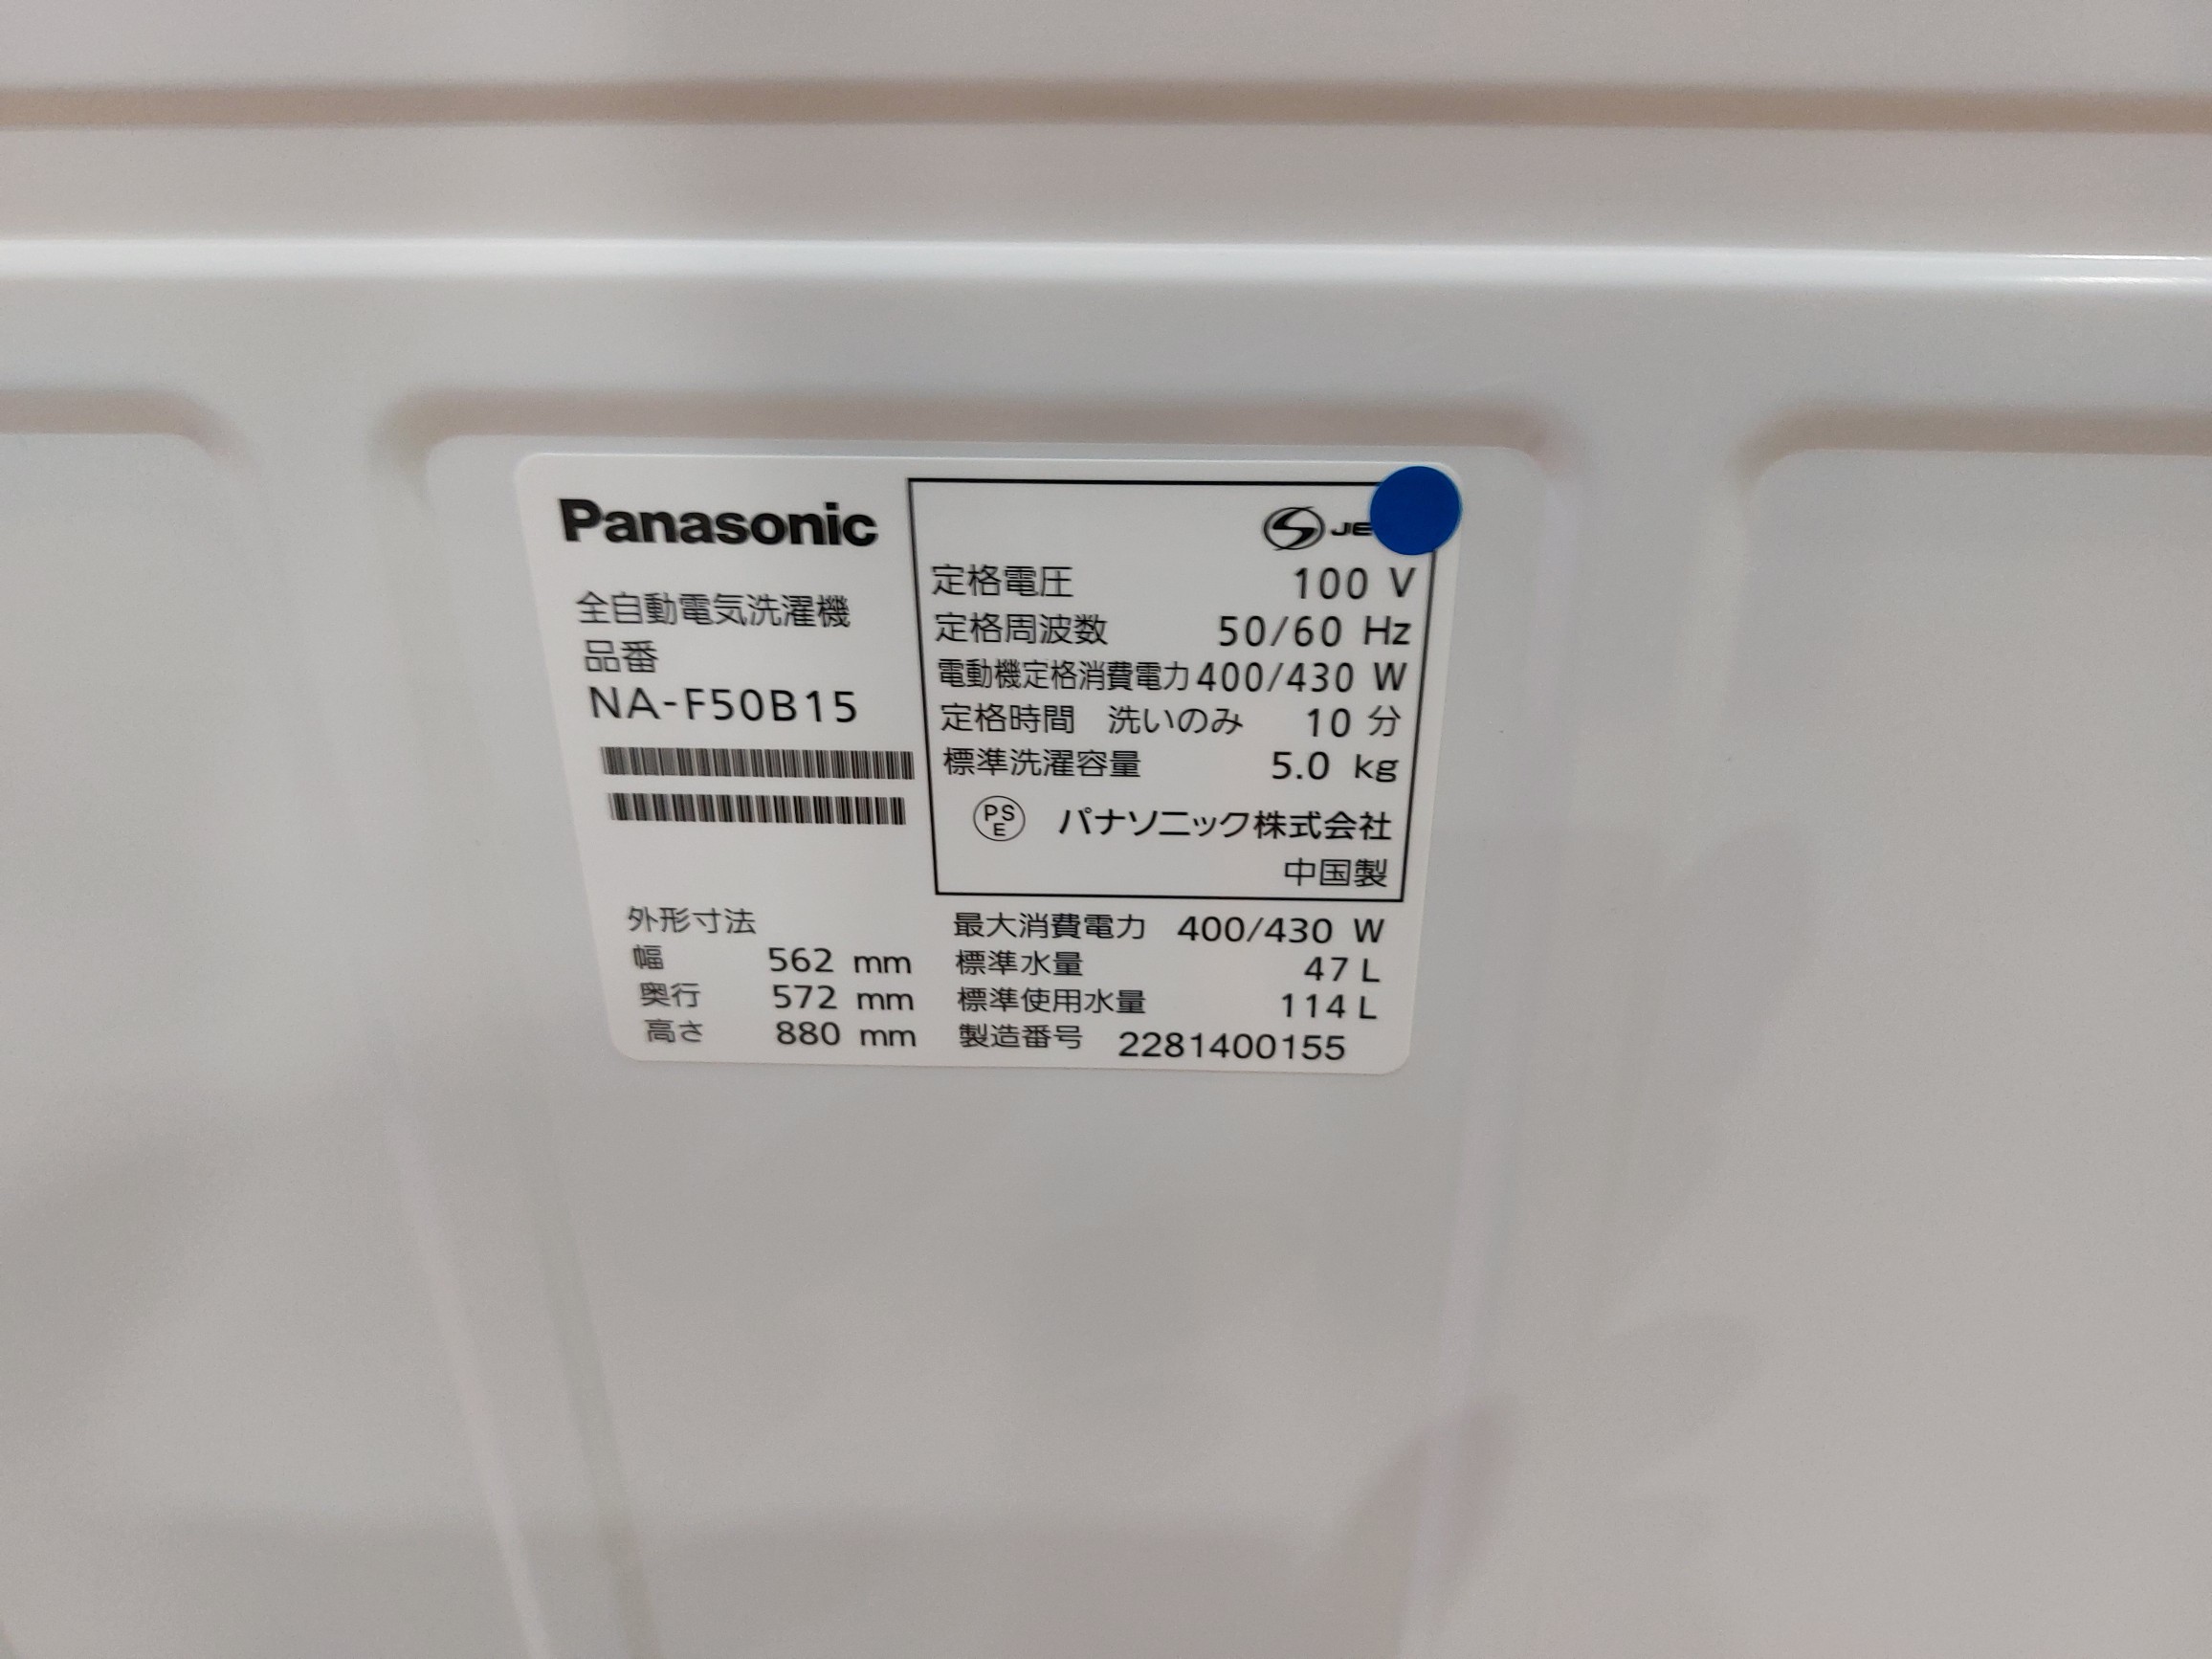 Panasonic
全自動電気洗濯機
品番
NA-F50B15
定格電圧 100 V
定格周波数 50/60 Hz
電動機定格消費電力 400/430 W
定格時間 洗いのみ 10 分
標準洗濯容量 5.0 kg
PS
E
パナソニック株式会社
中国製
外形寸法
幅 562 mm
奥行 572 mm
高さ 880 mm
最大消費電力 400/430 W
標準水量 47 L
標準使用水量 114 L
製造番号 2281400155